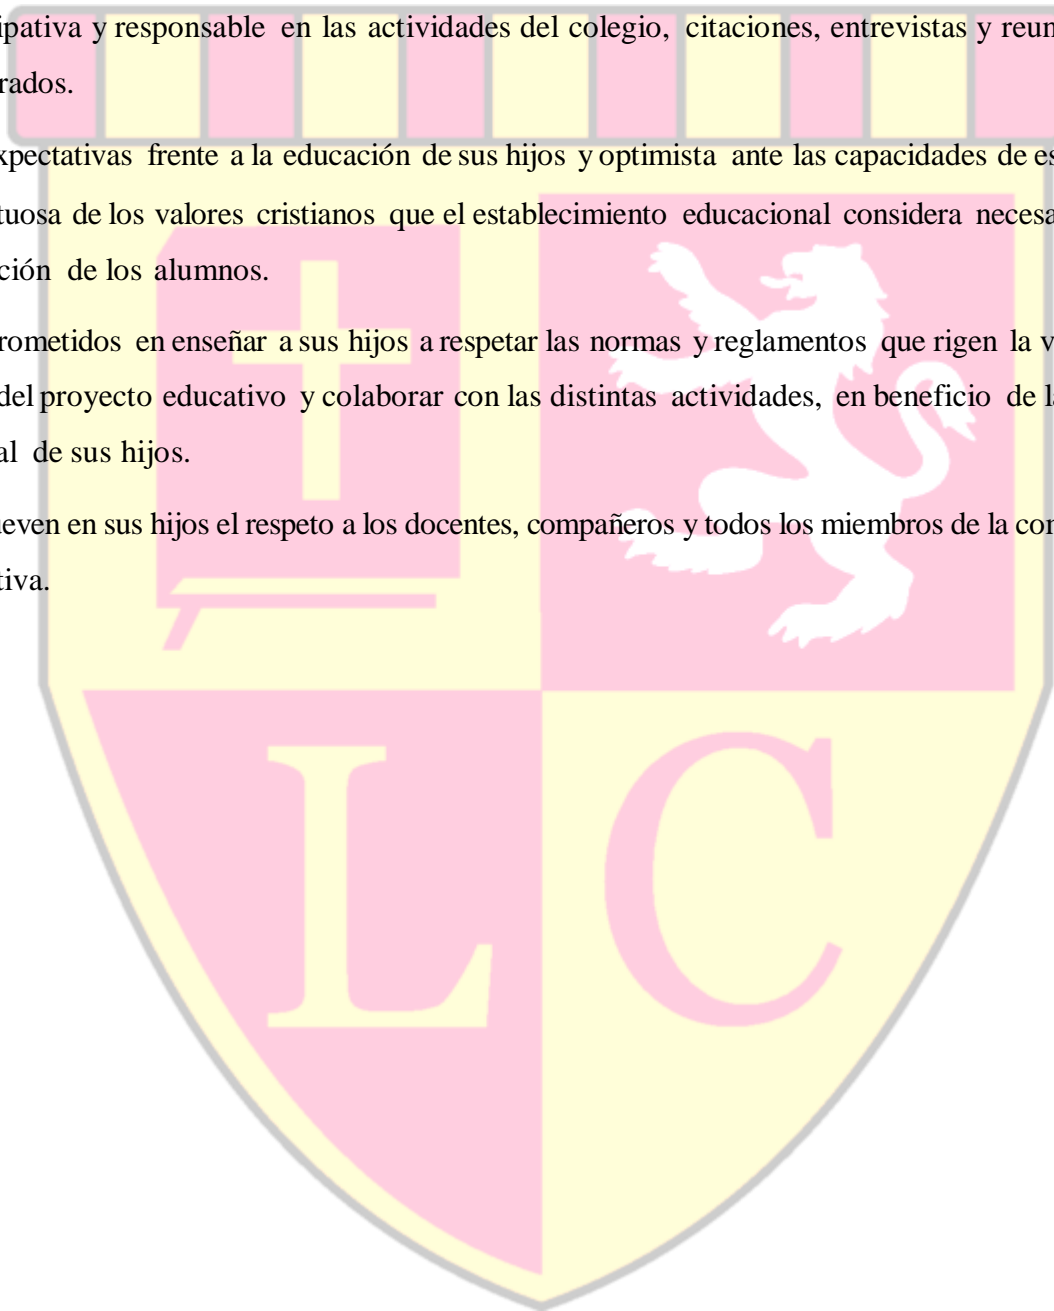 ipativa y responsable en las actividades del colegio, citaciones, entrevistas y reun
rados.
xpectativas frente a la educación de sus hijos y optimista ante las capacidades de es
tuosa de los valores cristianos que el establecimiento educacional considera necesa
ción de los alumnos.
rometidos en enseñar a sus hijos a respetar las normas y reglamentos que rigen la v
del proyecto educativo y colaborar con las distintas actividades, en beneficio de la
al de sus hijos.
ueven en sus hijos el respeto a los docentes, compañeros y todos los miembros de la con
tiva.
L C